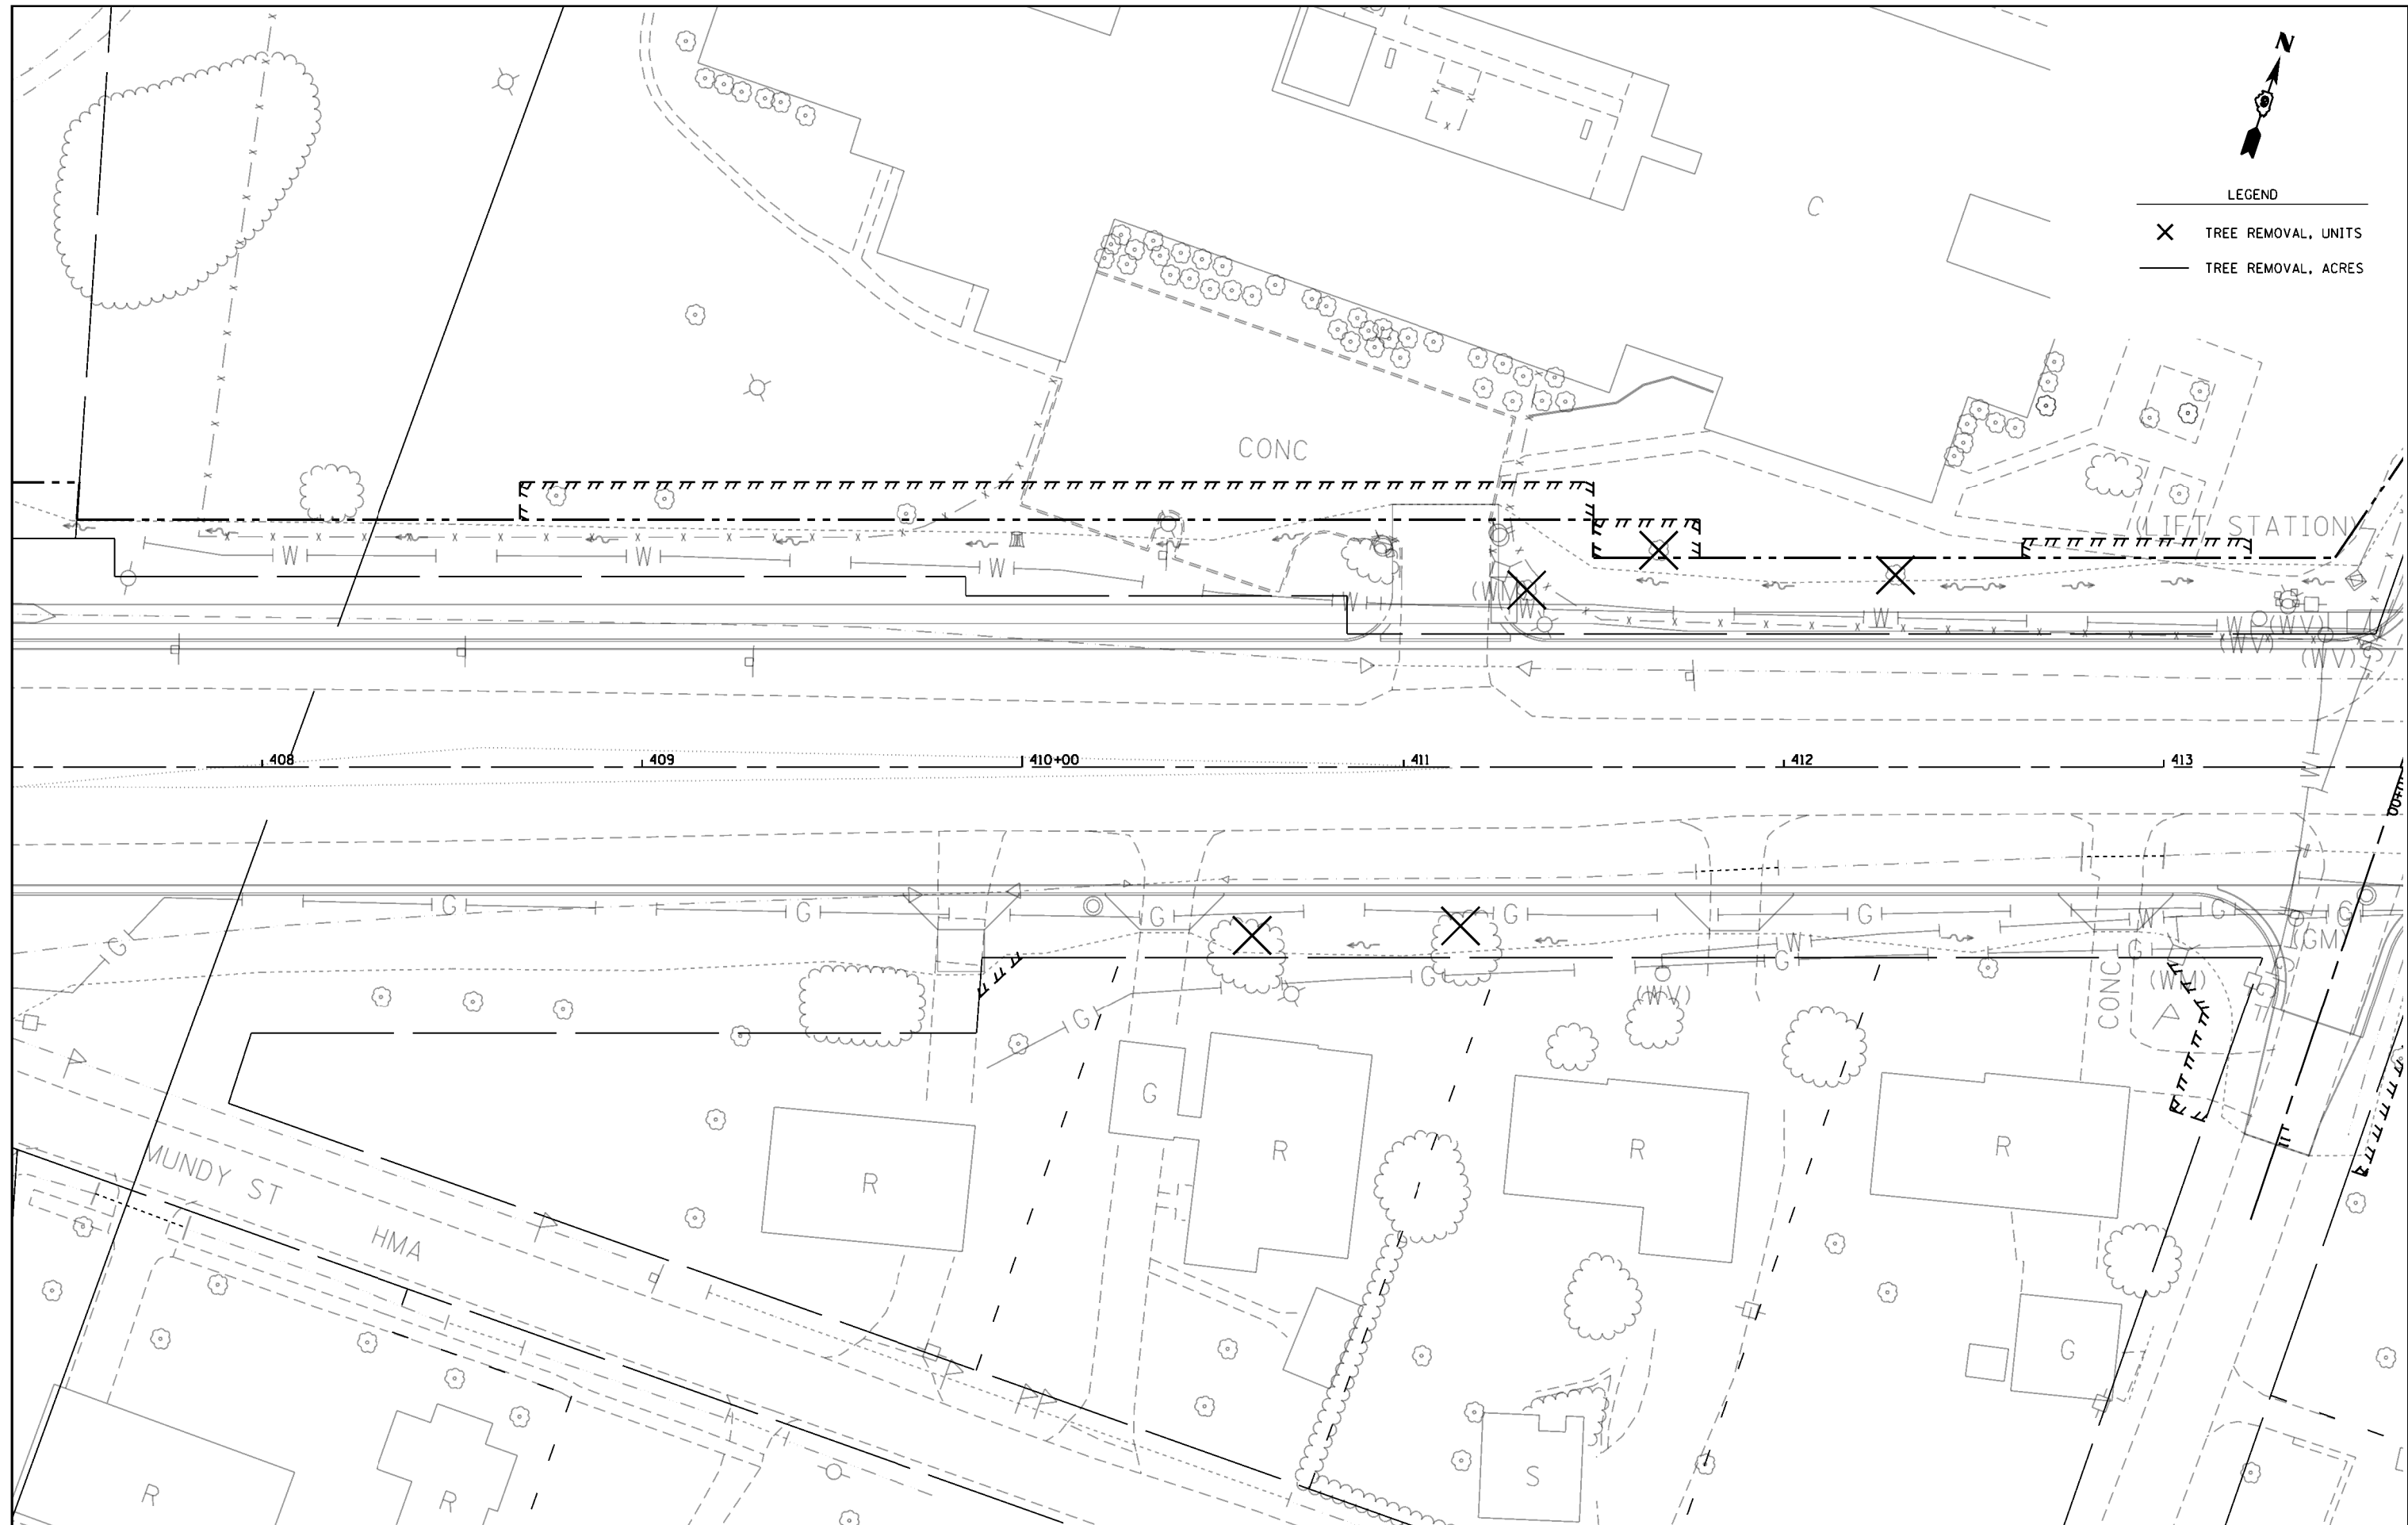 N
LEGEND
TREE REMOVAL, UNITS
TREE REMOVAL, ACRES
C
CONC
(LIFT STATION)
W
W
W
W
(WM)
W
W
W
(WV)
(WV)
(WV)
408
409
410+00
411
412
413
W
G
G
G
G
G
W
G
G
G
W
G
G
G
G
(GM)
(WV)
CONC
(WM)
G
G
R
R
R
R
MUNDY ST
HMA
G
S
R
R